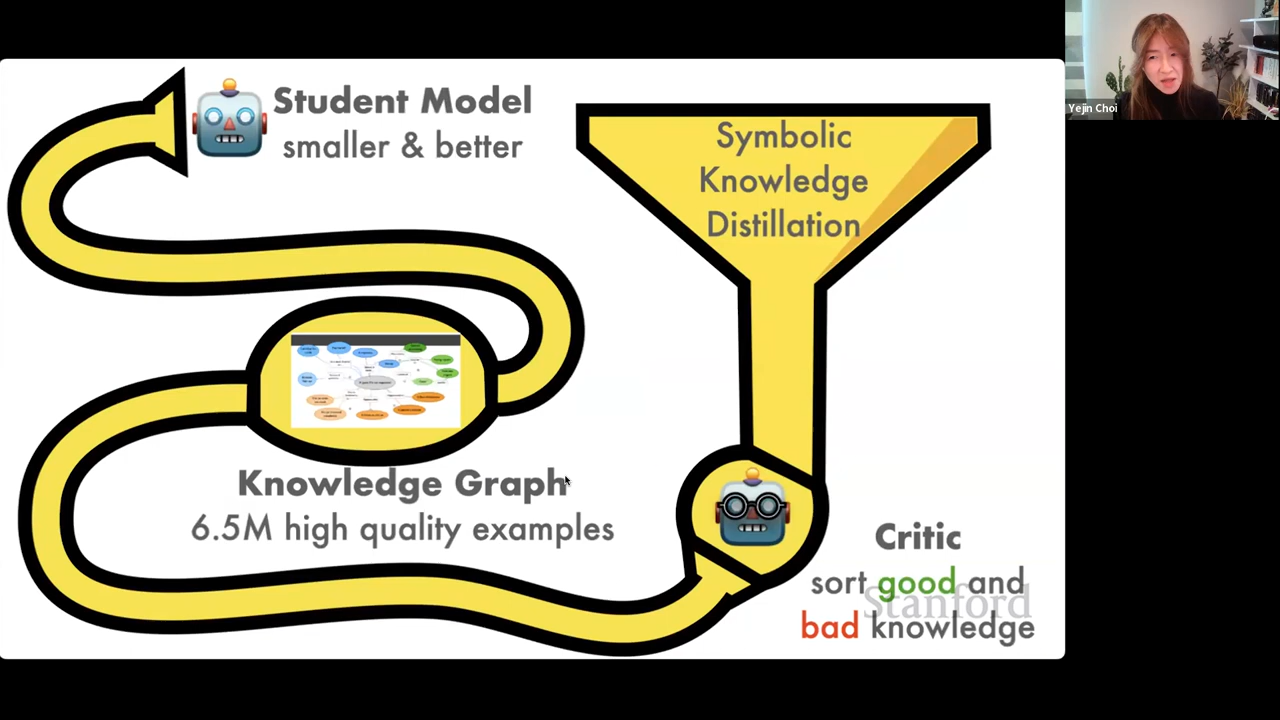 Student Model
smaller & better
Symbolic
Knowledge
Distillation
Yejin Choi
Knowledge Graph
6.5M high quality examples
Critic
sort good and
bad knowledge
Stanford